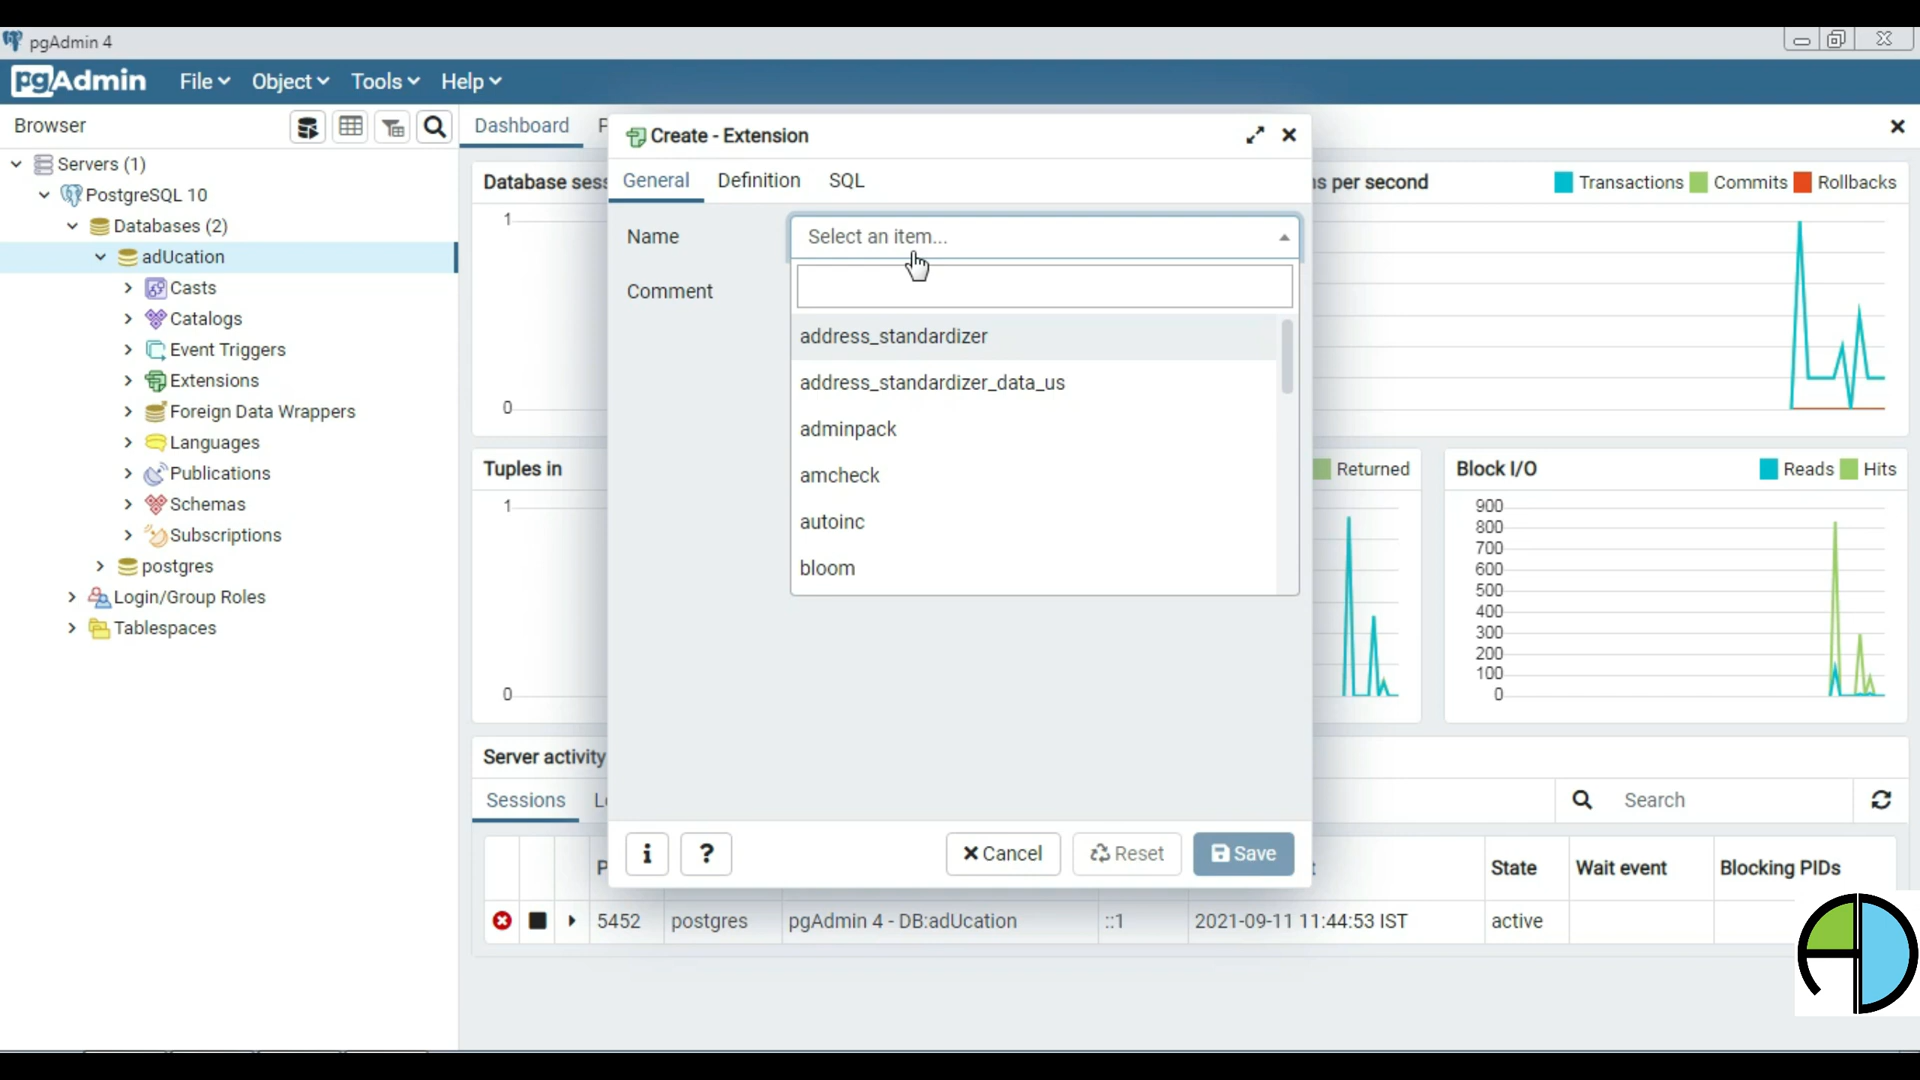 pgAdmin 4
pgAdmin File Object Tools Help
Browser
Servers (1)
PostgreSQL 10
Databases (2)
adUcation
Casts
Catalogs
Event Triggers
Extensions
Foreign Data Wrappers
Languages
Publications
Schemas
Subscriptions
postgres
Login/Group Roles
Tablespaces
Dashboard
Create - Extension
General Definition SQL
Name Select an item...
Comment
address_standardizer
address_standardizer_data_us
adminpack
amcheck
autoinc
bloom
i ? Cancel Reset Save
Database sess
1
0
s per second Transactions Commits Rollbacks
Tuples in
1
0
Returned
Block I/O Reads Hits
900
800
700
600
500
400
300
200
100
0
Server activity
Sessions
Search
State Wait event Blocking PIDs
5452 postgres pgAdmin 4 - DB:adUcation ::1 2021-09-11 11:44:53 IST active